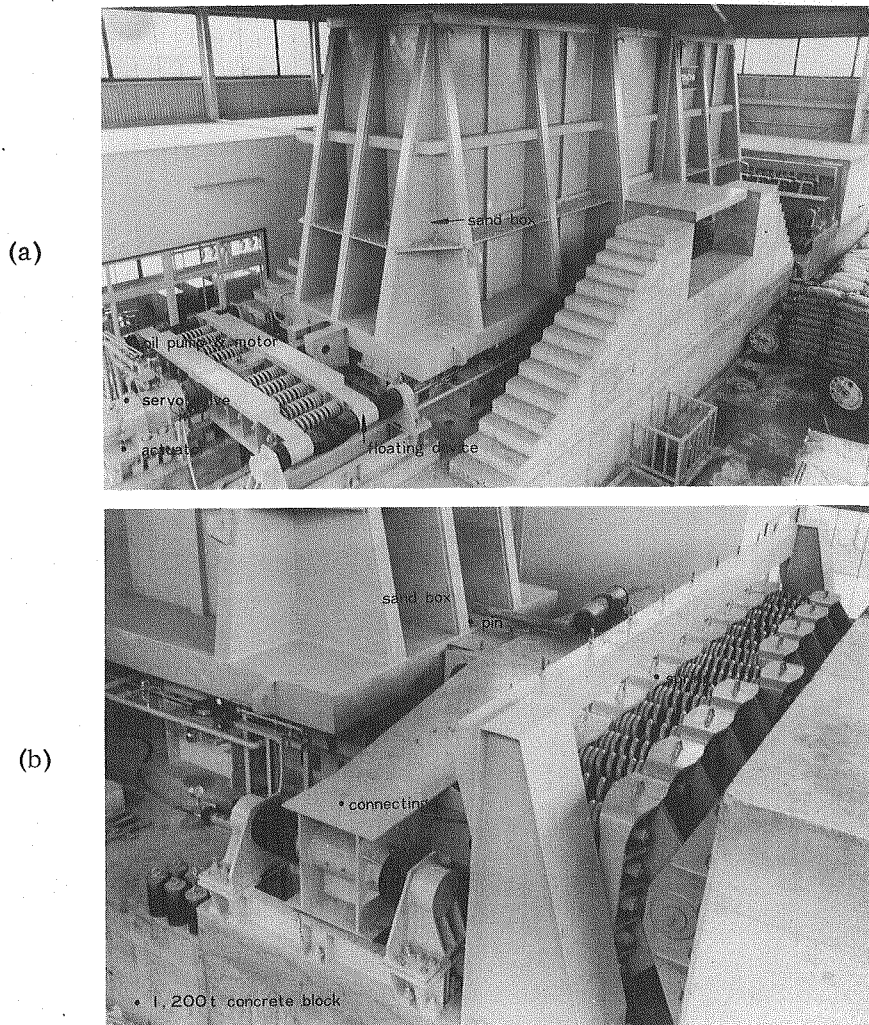 (a)
sand box
oil pump & motor
servo valve
actuator
floating device
(b)
sand box
pin
connecting
1,200t concrete block